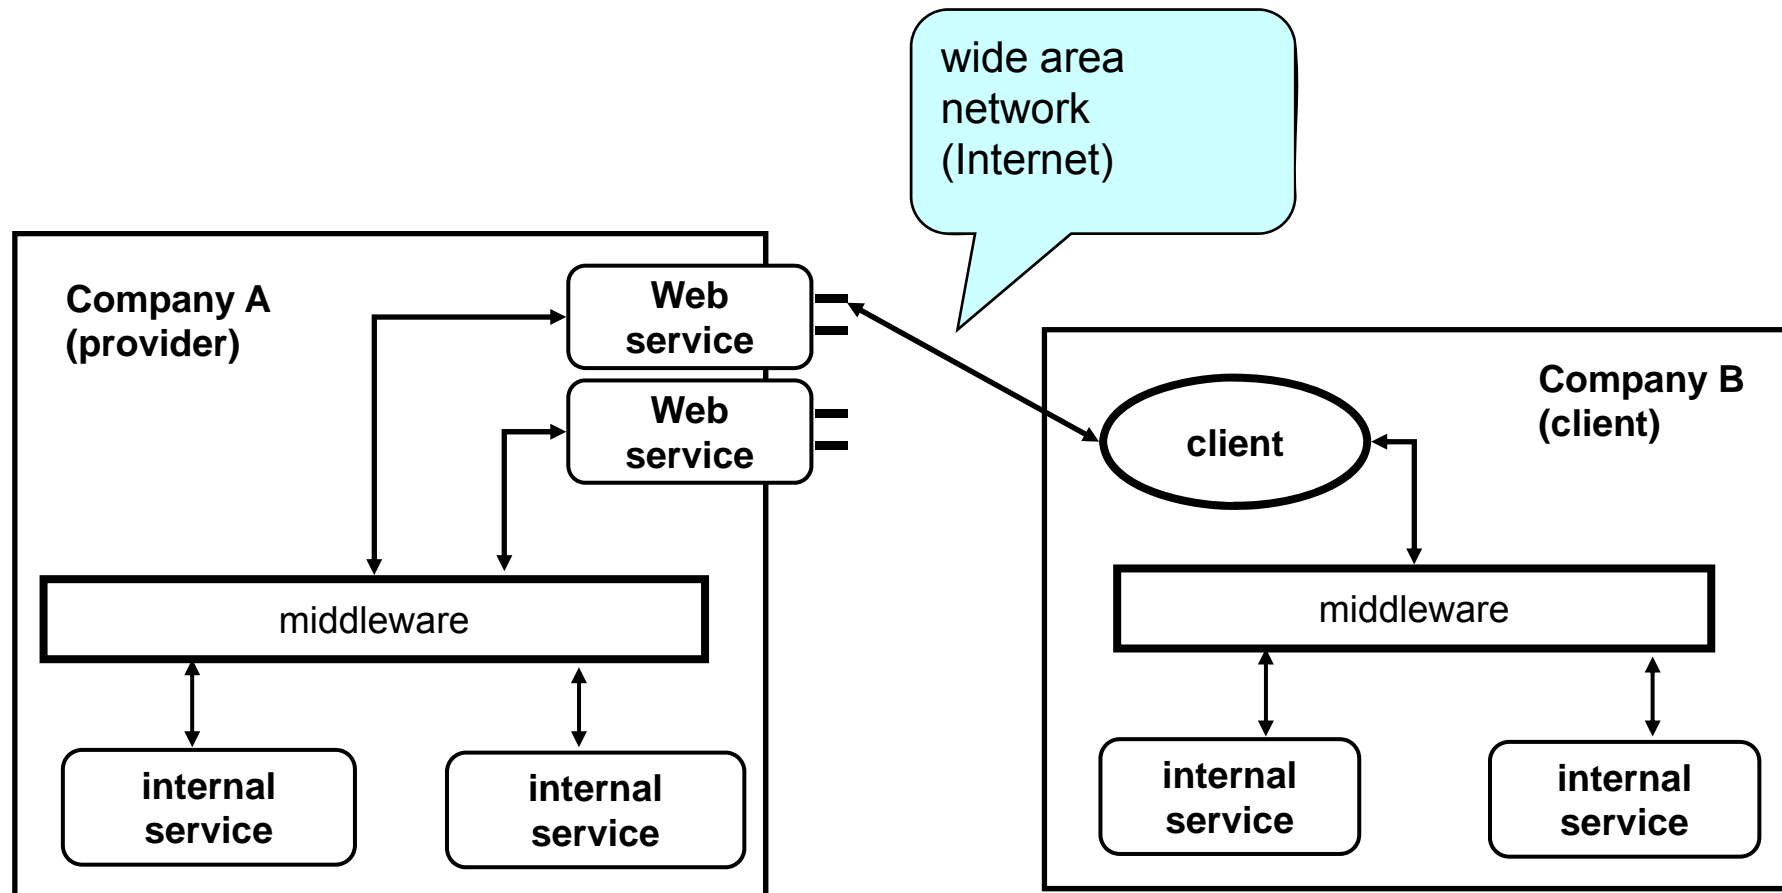 wide area
network
(Internet)
Company A
(provider)
Web
service
Web
service
middleware
internal
service
internal
service
Company B
(client)
client
middleware
internal
service
internal
service